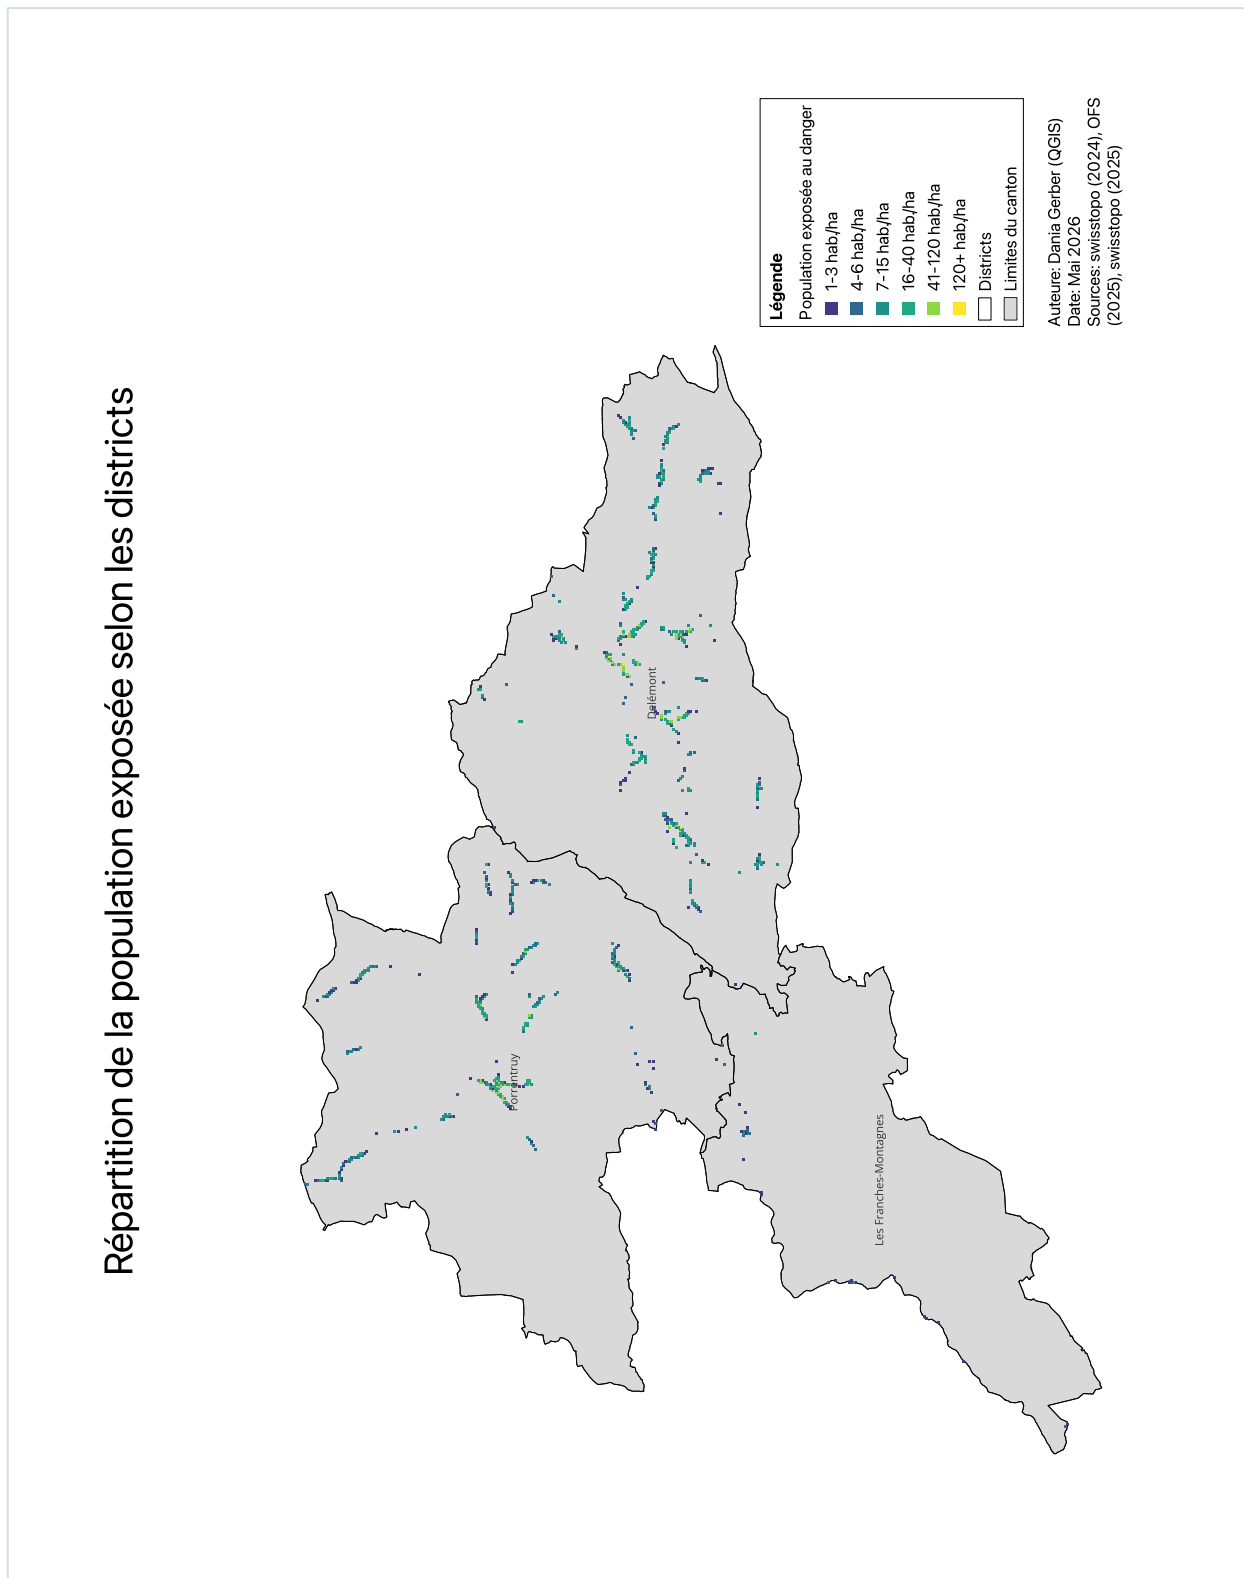 Répartition de la population exposée selon les districts
Légende
Population exposée au danger
1-3 hab/ha
4-6 hab/ha
7-15 hab/ha
16-40 hab/ha
41-120 hab/ha
120+ hab/ha
Districts
Limites du canton
Auteure: Dania Gerber (QGIS)
Date: Mai 2026
Sources: swisstopo (2024), OFS
(2025), swisstopo (2025)
Porrentruy
Delémont
Les Franches-Montagnes